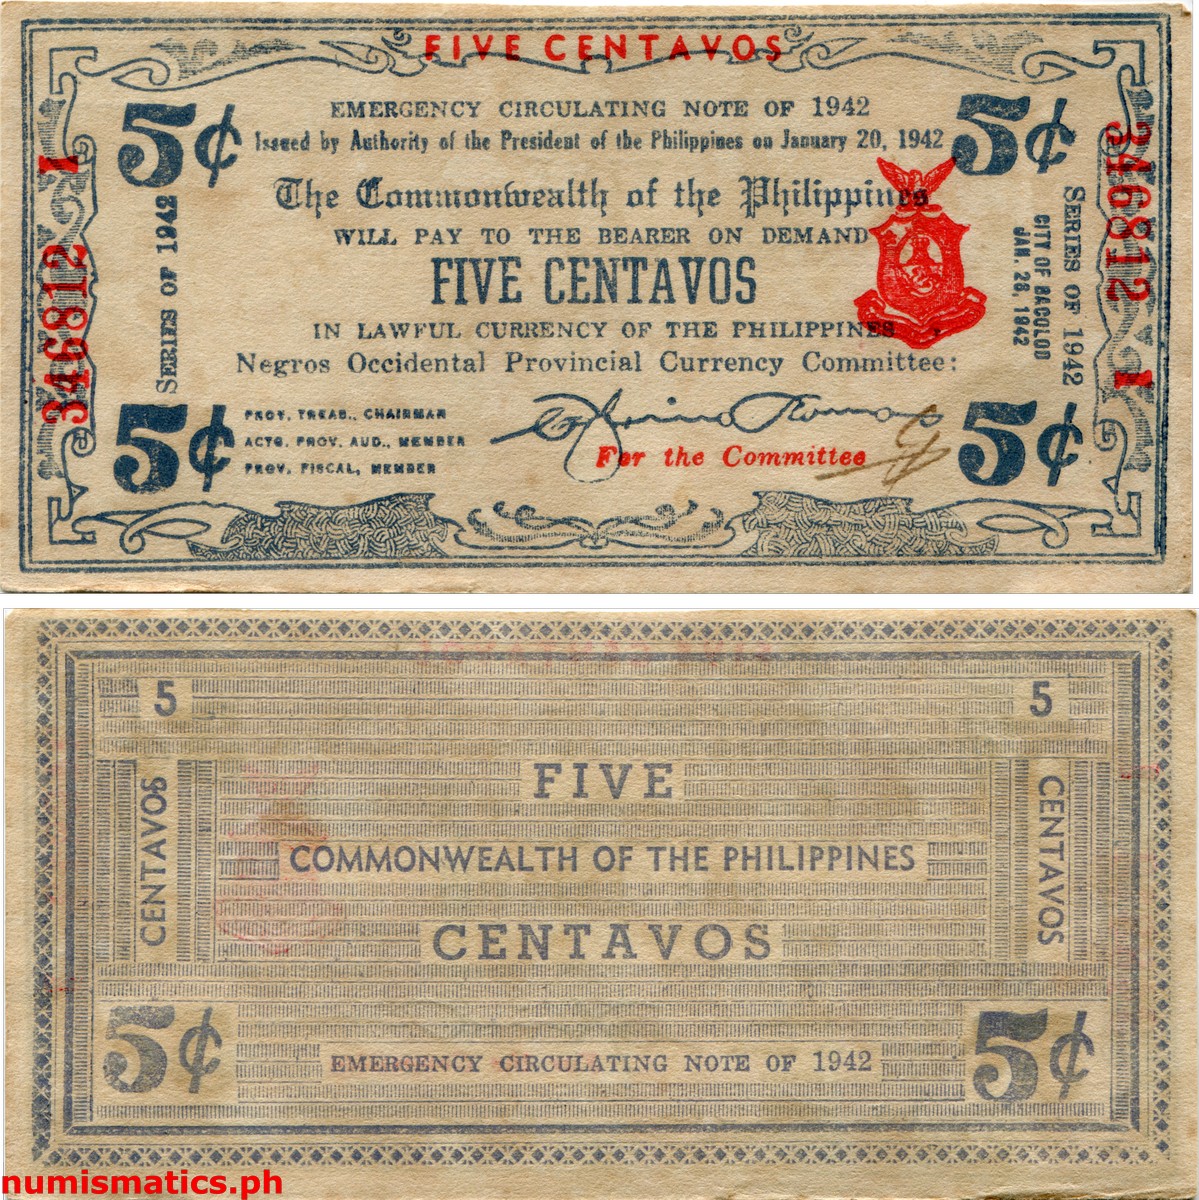 FIVE CENTAVOS
EMERGENCY CIRCULATING NOTE OF 1942
Issued by Authority of the President of the Philippines on January 20, 1942
5¢
5¢
The Commonwealth of the Philippines
WILL PAY TO THE BEARER ON DEMAND
FIVE CENTAVOS
IN LAWFUL CURRENCY OF THE PHILIPPINES
Negros Occidental Provincial Currency Committee:
346812 1
SERIES OF 1942
CITY OF BACOLOD
JAN. 28, 1942
SERIES OF 1942
346812 1
PROV. TREAS., CHAIRMAN
ACTG. PROV. AUD., MEMBER
PROV. FISCAL, MEMBER
For the Committee
5¢
5¢
5
5
FIVE
CENTAVOS
COMMONWEALTH OF THE PHILIPPINES
CENTAVOS
CENTAVOS
5¢
EMERGENCY CIRCULATING NOTE OF 1942
5¢
numismatics.ph